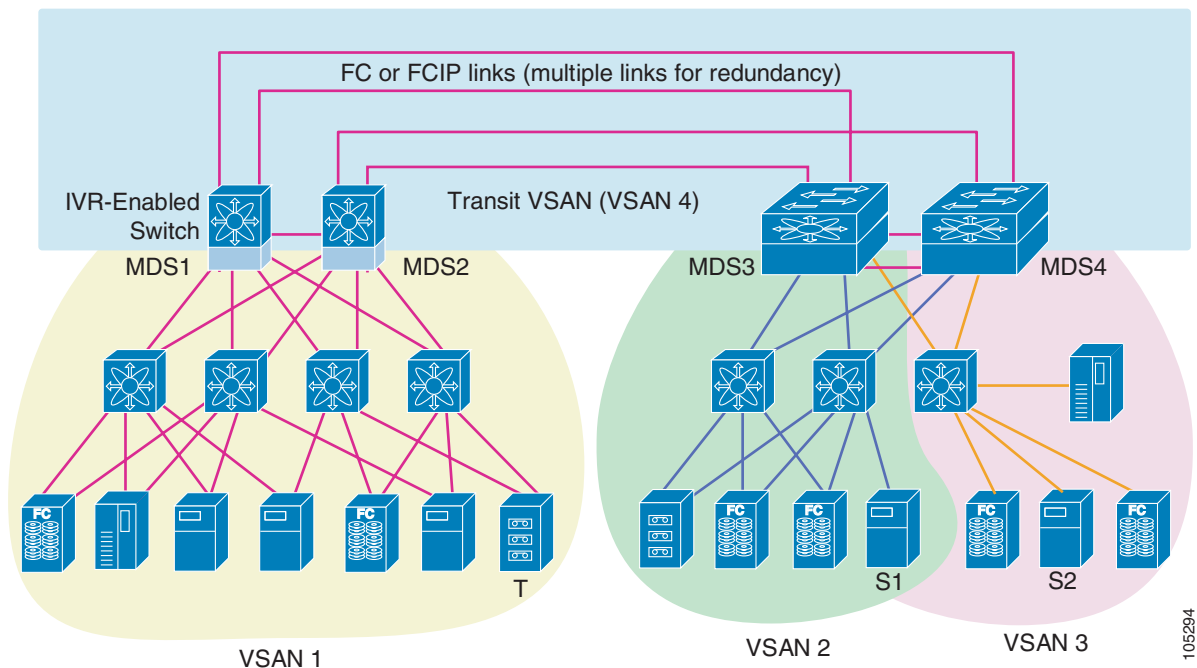 FC or FCIP links (multiple links for redundancy)
IVR-Enabled
Switch
Transit VSAN (VSAN 4)
MDS1
MDS2
MDS3
MDS4
FC
FC
FC
FC
FC
FC
T
S1
S2
VSAN 1
VSAN 2
VSAN 3
105294